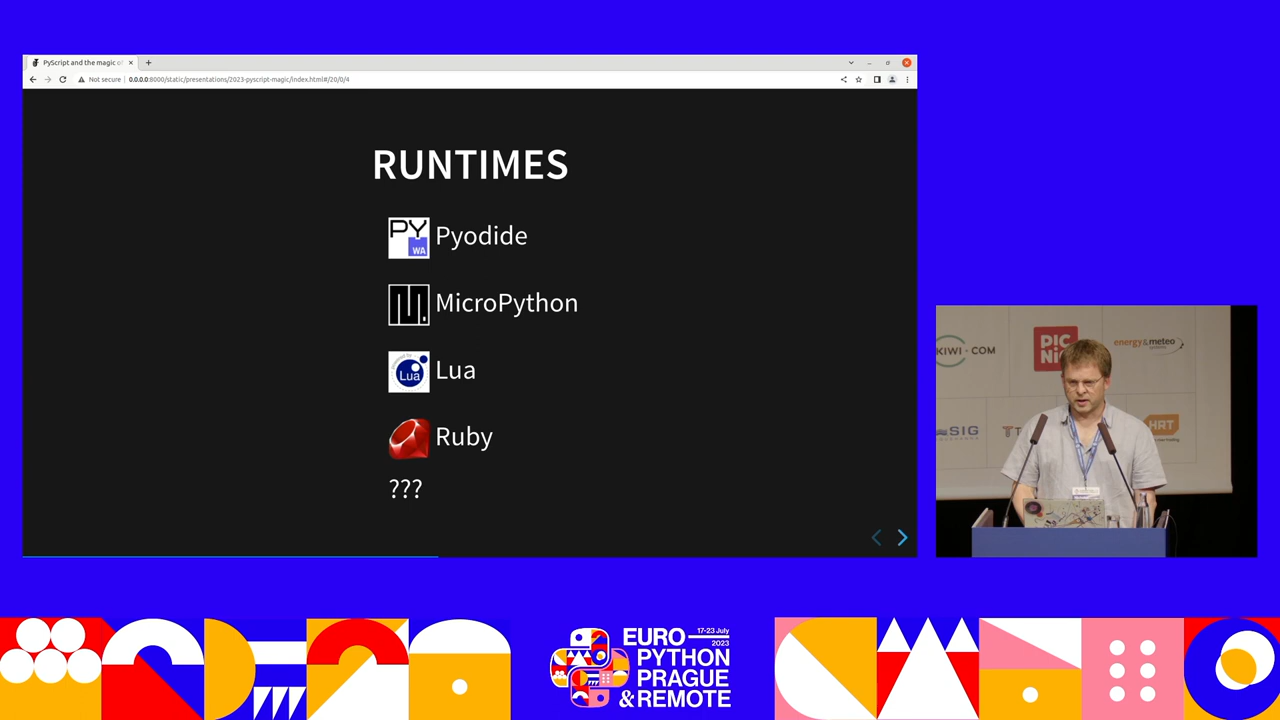 PyScript and the magic of
Not secure
0.0.0.0:8000/static/presentations/2023-pyscript-magic/index.html#/20/0/4
RUNTIMES
PY
WA
Pyodide
MicroPython
Lua
Lua
Ruby
???
KIWI.COM
PIC
NIC
energy&meteo
systems
SIG
HRT
17-23 July
2023
EURO
PYTHON
PRAGUE
& REMOTE